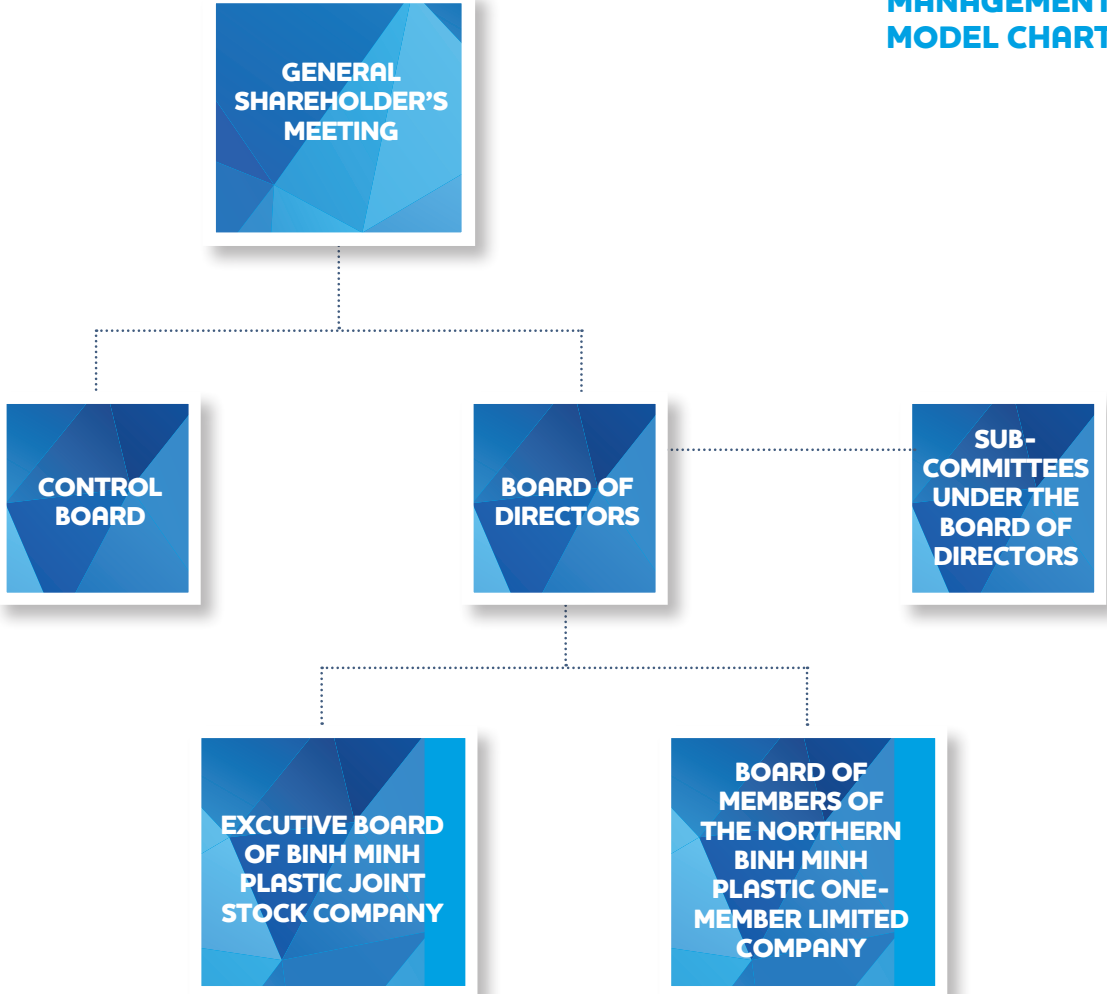 MANAGEMENT
MODEL CHART
GENERAL
SHAREHOLDER’S
MEETING
CONTROL
BOARD
BOARD OF
DIRECTORS
SUB-
COMMITTEES
UNDER THE
BOARD OF
DIRECTORS
EXCUTIVE BOARD
OF BINH MINH
PLASTIC JOINT
STOCK COMPANY
BOARD OF
MEMBERS OF
THE NORTHERN
BINH MINH
PLASTIC ONE-
MEMBER LIMITED
COMPANY